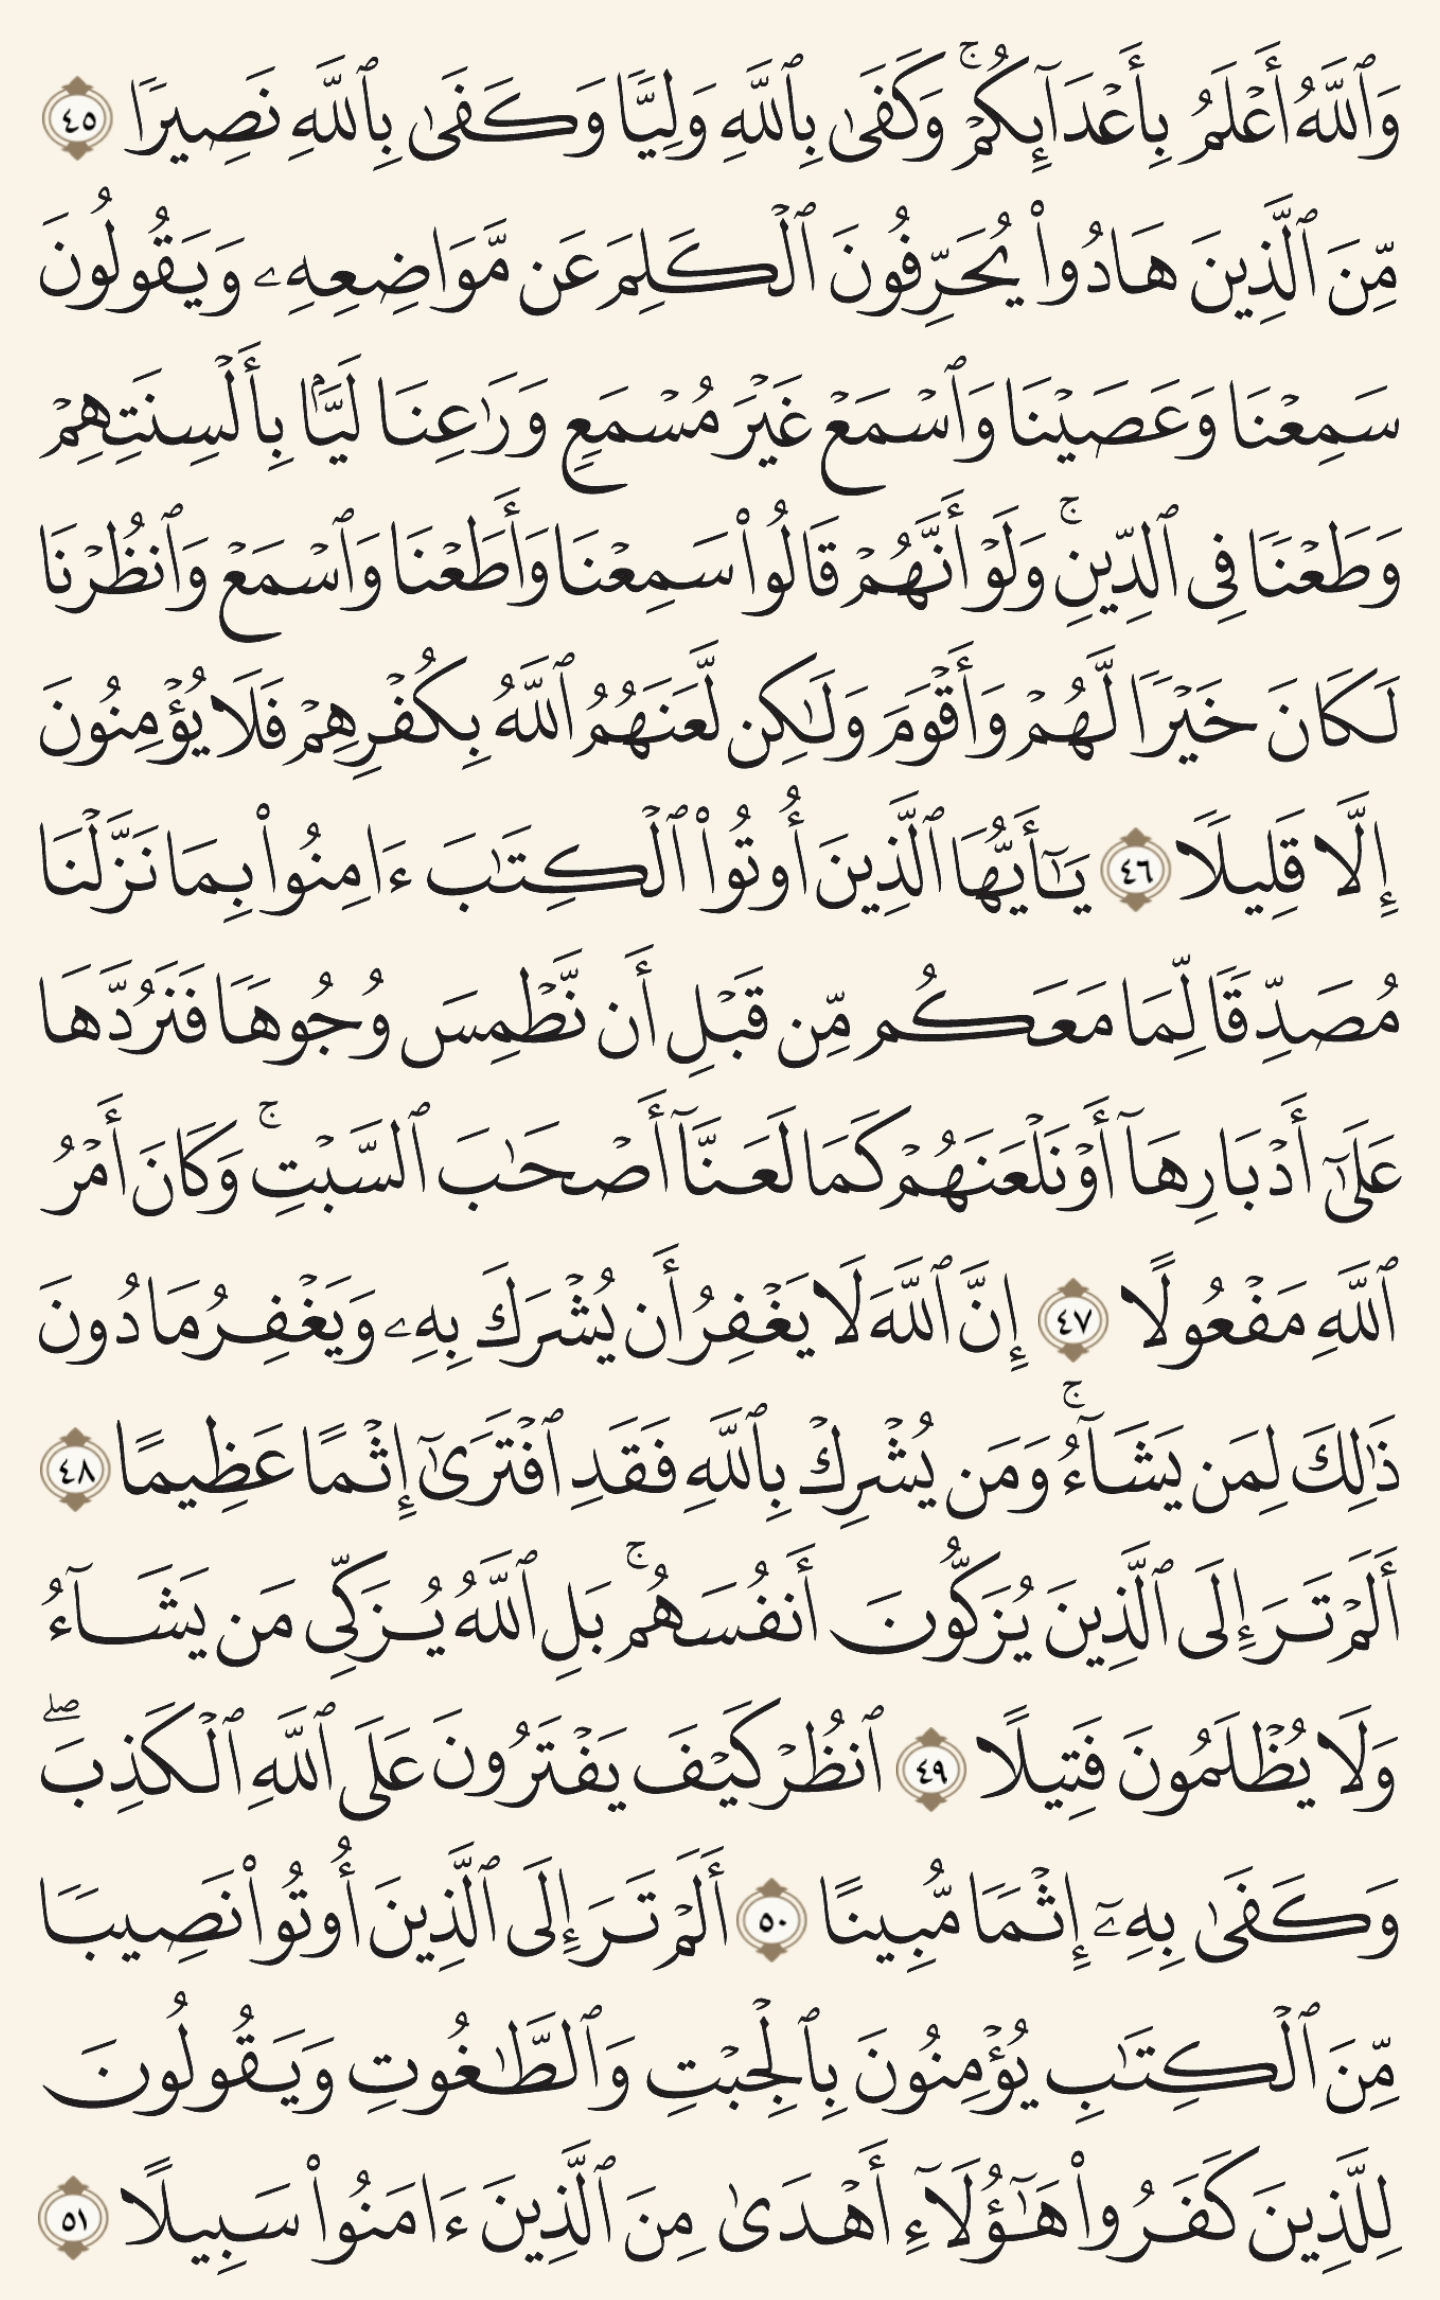 وَٱللَّهُ أَعْلَمُ بِأَعْدَآئِكُمْ ۚ وَكَفَىٰ بِٱللَّهِ وَلِيًّا وَكَفَىٰ بِٱللَّهِ نَصِيرًا ٤٥
مِّنَ ٱلَّذِينَ هَادُوا۟ يُحَرِّفُونَ ٱلْكَلِمَ عَن مَّوَاضِعِهِۦ وَيَقُولُونَ
سَمِعْنَا وَعَصَيْنَا وَٱسْمَعْ غَيْرَ مُسْمَعٍ وَرَٰعِنَا لَيًّۢا بِأَلْسِنَتِهِمْ
وَطَعْنًا فِى ٱلدِّينِ ۚ وَلَوْ أَنَّهُمْ قَالُوا۟ سَمِعْنَا وَأَطَعْنَا وَٱسْمَعْ وَٱنظُرْنَا
لَكَانَ خَيْرًا لَّهُمْ وَأَقْوَمَ وَلَـٰكِن لَّعَنَهُمُ ٱللَّهُ بِكُفْرِهِمْ فَلَا يُؤْمِنُونَ
إِلَّا قَلِيلًا ٤٦ يَـٰٓأَيُّهَا ٱلَّذِينَ أُوتُوا۟ ٱلْكِتَـٰبَ ءَامِنُوا۟ بِمَا نَزَّلْنَا
مُصَدِّقًا لِّمَا مَعَكُم مِّن قَبْلِ أَن نَّطْمِسَ وُجُوهًا فَنَرُدَّهَا
عَلَىٰٓ أَدْبَارِهَآ أَوْ نَلْعَنَهُمْ كَمَا لَعَنَّآ أَصْحَـٰبَ ٱلسَّبْتِ ۚ وَكَانَ أَمْرُ
ٱللَّهِ مَفْعُولًا ٤٧ إِنَّ ٱللَّهَ لَا يَغْفِرُ أَن يُشْرَكَ بِهِۦ وَيَغْفِرُ مَا دُونَ
ذَٰلِكَ لِمَن يَشَآءُ ۚ وَمَن يُشْرِكْ بِٱللَّهِ فَقَدِ ٱفْتَرَىٰٓ إِثْمًا عَظِيمًا ٤٨
أَلَمْ تَرَ إِلَى ٱلَّذِينَ يُزَكُّونَ أَنفُسَهُم ۚ بَلِ ٱللَّهُ يُزَكِّى مَن يَشَآءُ
وَلَا يُظْلَمُونَ فَتِيلًا ٤٩ ٱنظُرْ كَيْفَ يَفْتَرُونَ عَلَى ٱللَّهِ ٱلْكَذِبَ ۖ
وَكَفَىٰ بِهِۦٓ إِثْمًا مُّبِينًا ٥٠ أَلَمْ تَرَ إِلَى ٱلَّذِينَ أُوتُوا۟ نَصِيبًا
مِّنَ ٱلْكِتَـٰبِ يُؤْمِنُونَ بِٱلْجِبْتِ وَٱلطَّـٰغُوتِ وَيَقُولُونَ
لِلَّذِينَ كَفَرُوا۟ هَـٰٓؤُلَآءِ أَهْدَىٰ مِنَ ٱلَّذِينَ ءَامَنُوا۟ سَبِيلًا ٥١